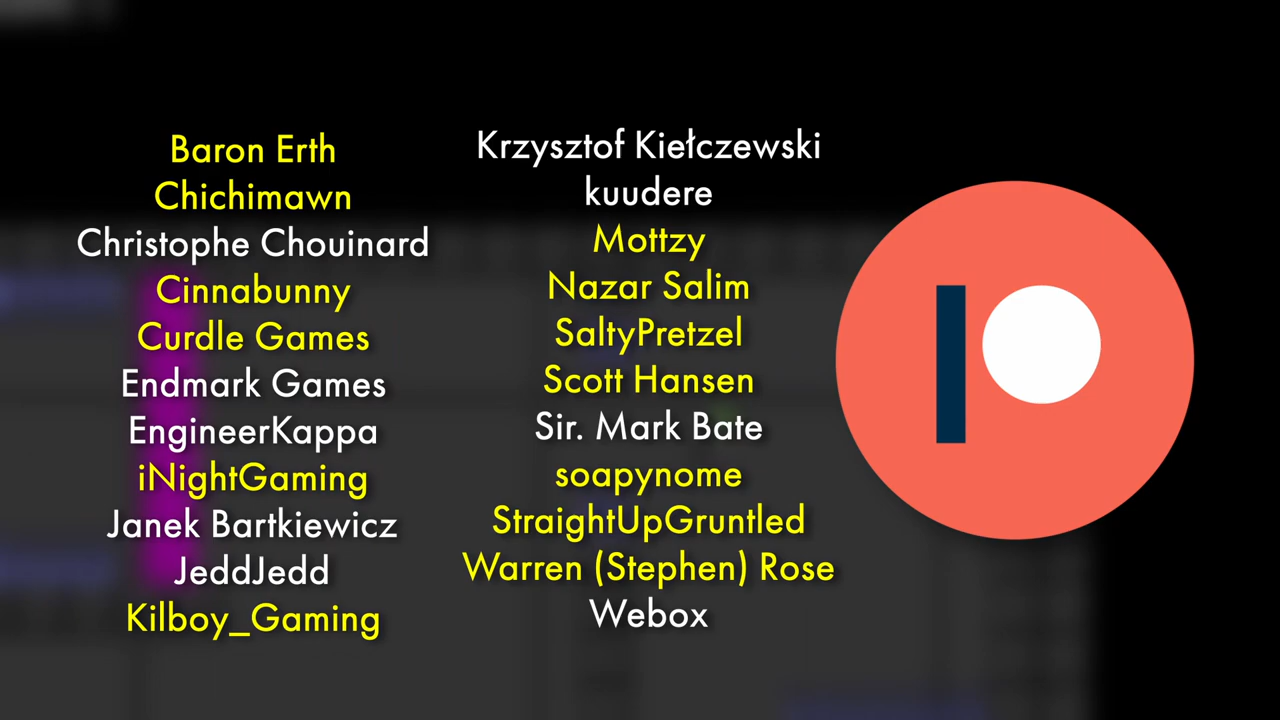 Baron Erth
Chichimawn
Christophe Chouinard
Cinnabunny
Curdle Games
Endmark Games
EngineerKappa
iNightGaming
Janek Bartkiewicz
JeddJedd
Kilboy_Gaming
Krzysztof Kiełczewski
kuudere
Mottzy
Nazar Salim
SaltyPretzel
Scott Hansen
Sir. Mark Bate
soapynome
StraightUpGruntled
Warren (Stephen) Rose
Webox